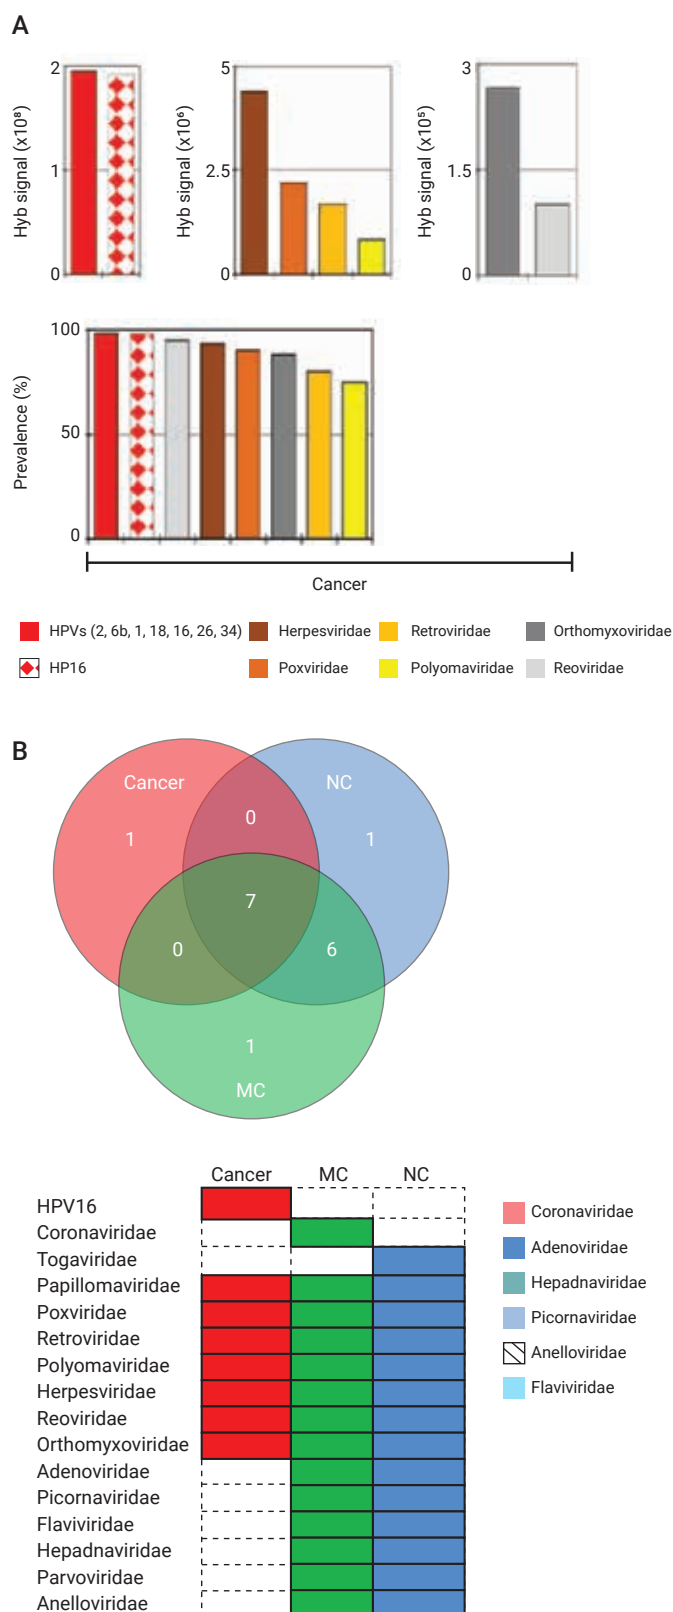 A
Hyb signal (x10⁸)
2
1
0
Hyb signal (x10⁶)
5
2.5
0
Hyb signal (x10⁵)
3
1.5
0
Prevalence (%)
100
50
0
Cancer
HPVs (2, 6b, 1, 18, 16, 26, 34)
Herpesviridae
Retroviridae
Orthomyxoviridae
HP16
Poxviridae
Polyomaviridae
Reoviridae
B
Cancer
NC
0
1
1
7
0
6
1
MC
Cancer MC NC
HPV16
Coronaviridae
Togaviridae
Papillomaviridae
Poxviridae
Retroviridae
Polyomaviridae
Herpesviridae
Reoviridae
Orthomyxoviridae
Adenoviridae
Picornaviridae
Flaviviridae
Hepadnaviridae
Parvoviridae
Anelloviridae
Coronaviridae
Adenoviridae
Hepadnaviridae
Picornaviridae
Anelloviridae
Flaviviridae